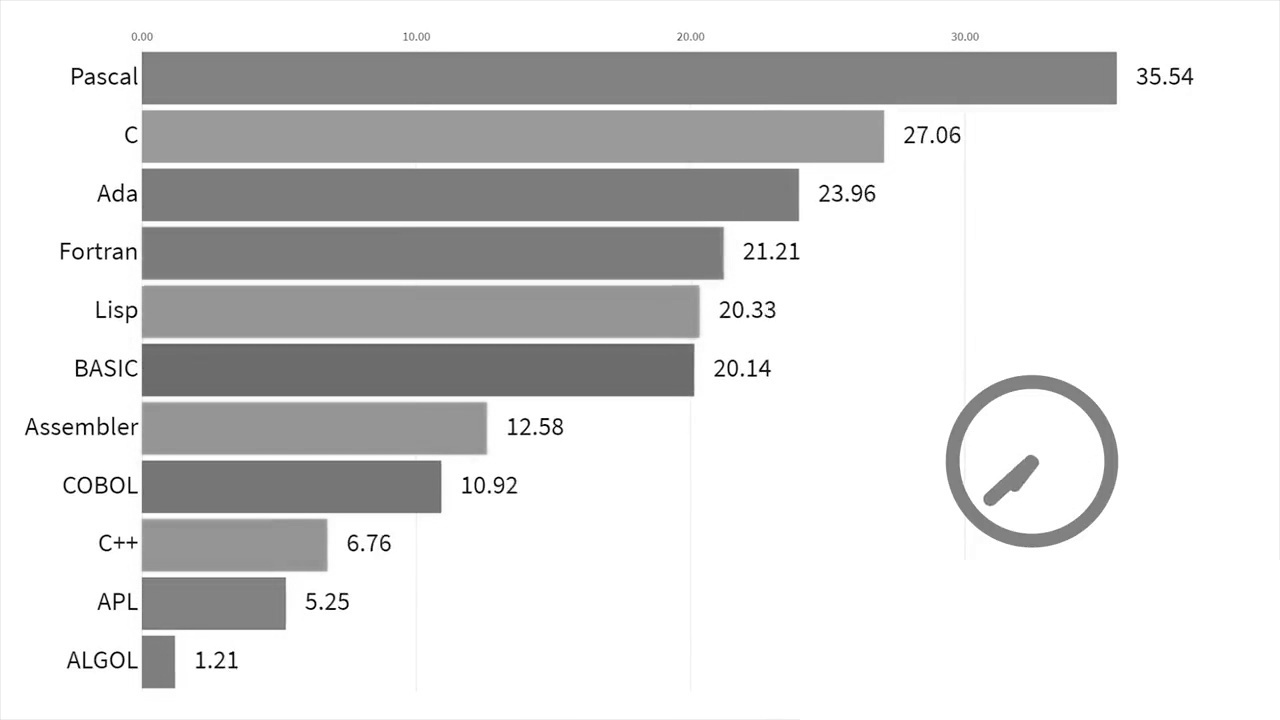 0.00 10.00 20.00 30.00
Pascal 35.54
C 27.06
Ada 23.96
Fortran 21.21
Lisp 20.33
BASIC 20.14
Assembler 12.58
COBOL 10.92
C++ 6.76
APL 5.25
ALGOL 1.21